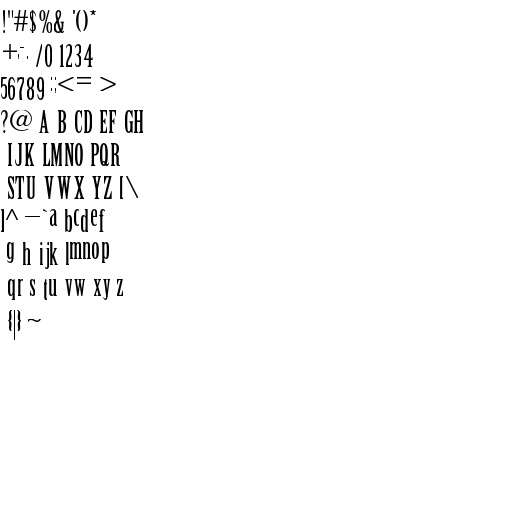 !"#$%& '()*
+,-. /0 1234
56789 :;<= >
?@ A B CD EF GH
IJK LMNO PQR
STU VWX YZ [\
]^ _`a bcdef
g h ijk lmnop
qr s tu vw xy z
{|} ~